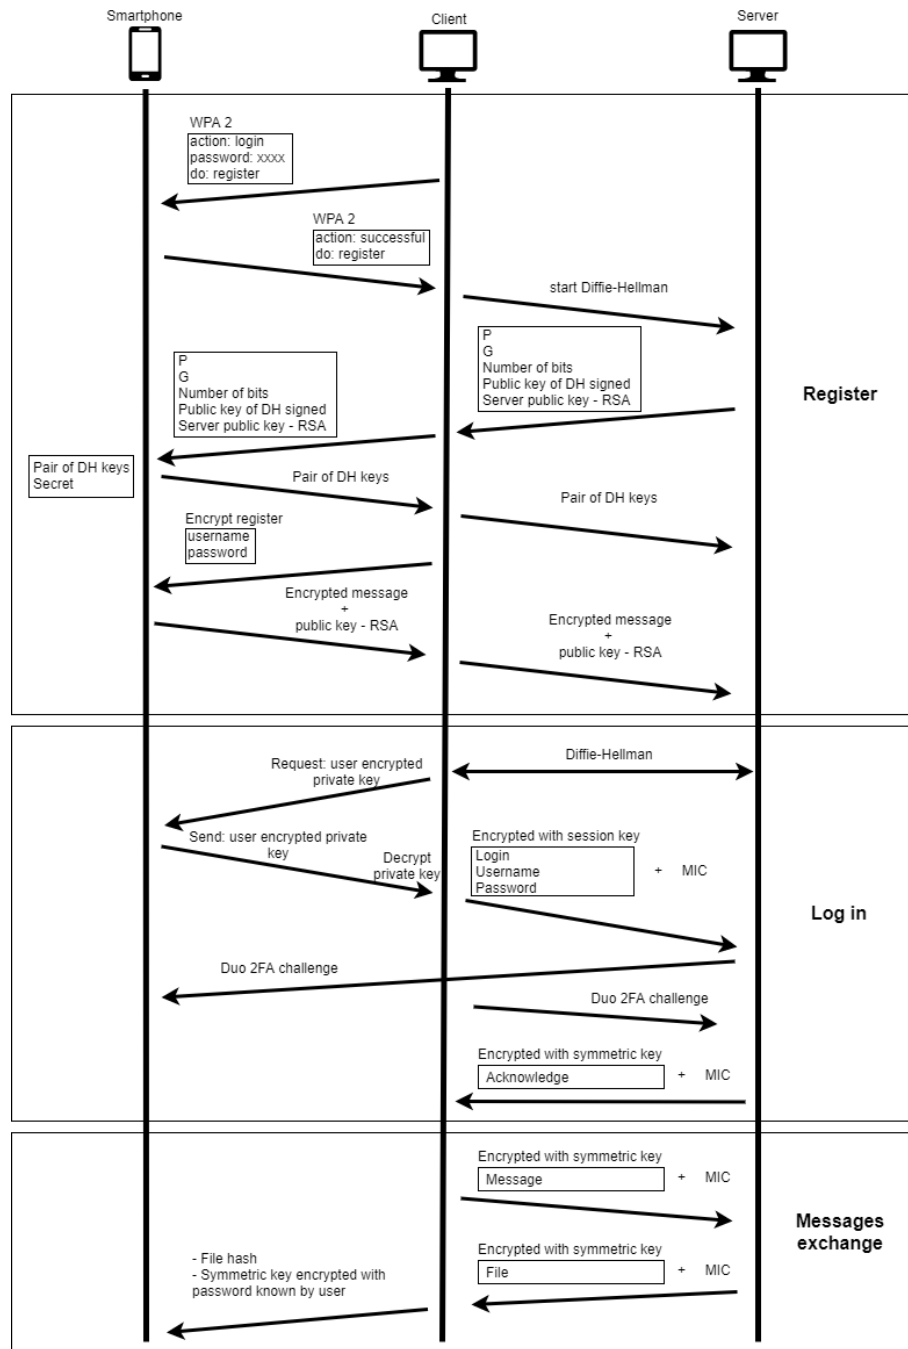 Smartphone
Client
Server
WPA 2
action: login
password: xxxx
do: register
WPA 2
action: successful
do: register
start Diffie-Hellman
P
G
Number of bits
Public key of DH signed
Server public key - RSA
P
G
Number of bits
Public key of DH signed
Server public key - RSA
Register
Pair of DH keys
Secret
Pair of DH keys
Pair of DH keys
Encrypt register
username
password
Encrypted message
+
public key - RSA
Encrypted message
+
public key - RSA
Diffie-Hellman
Request: user encrypted
private key
Send: user encrypted private
key
Decrypt
private key
Encrypted with session key
Login
Username
Password
+ MIC
Log in
Duo 2FA challenge
Duo 2FA challenge
Encrypted with symmetric key
Acknowledge
+ MIC
Encrypted with symmetric key
Message
+ MIC
Messages
exchange
Encrypted with symmetric key
File
+ MIC
- File hash
- Symmetric key encrypted with
password known by user